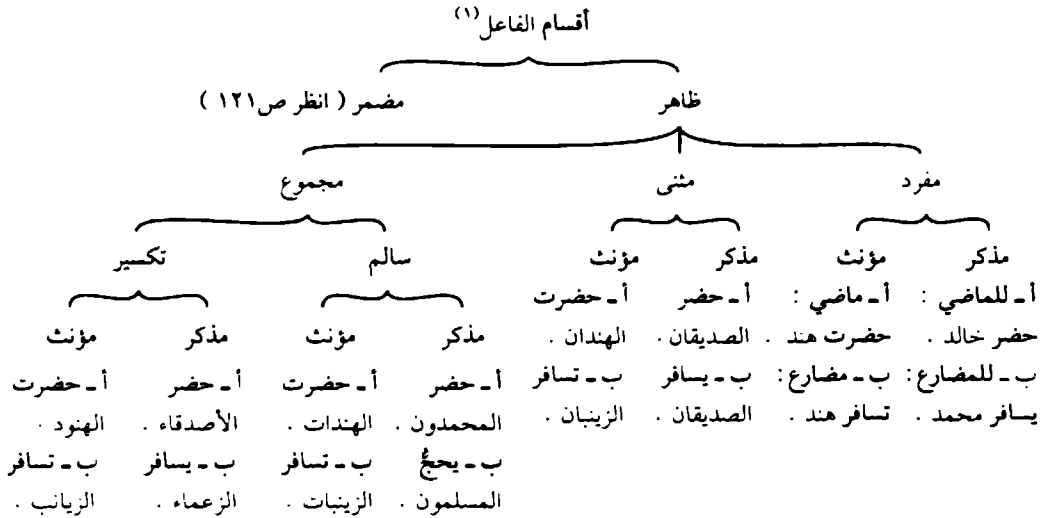 أقسام الفاعل (١)
ظاهر مضمر ( انظر ص١٢١ )
مفرد مثنى مجموع
مذكر مؤنث مذكر مؤنث سالم تكسير
أ ـ للماضي : أ ـ ماضي : أ ـ حضر أ ـ حضرت
حضر خالد . حضرت هند . الصديقان . الهندان .
ب ـ للمضارع : ب ـ مضارع : ب ـ يسافر ب ـ تسافر
يسافر محمد . تسافر هند . الصديقان . الزينبان .
مذكر مؤنث مذكر مؤنث
أ ـ حضر أ ـ حضرت أ ـ حضر أ ـ حضرت
المحمدون . الهندات . الأصدقاء . الهنود .
ب ـ يحجُّ ب ـ تسافر ب ـ يسافر ب ـ تسافر
المسلمون . الزينبات . الزعماء . الزيانب .